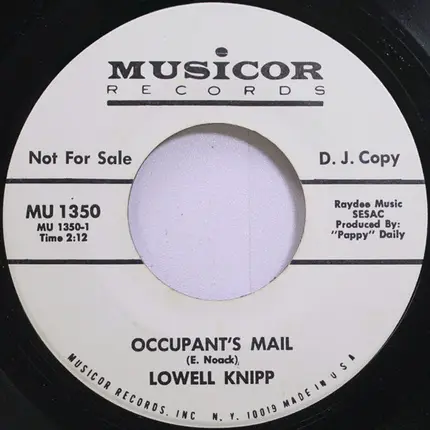 MUSICOR
RECORDS
Not For Sale
D. J. Copy
MU 1350
MU 1350-1
Time 2:12
Raydee Music
SESAC
Produced By:
"Pappy" Daily
OCCUPANT'S MAIL
(E. Noack)
LOWELL KNIPP
MUSICOR RECORDS, INC N. Y. 10019 MADE IN U S A